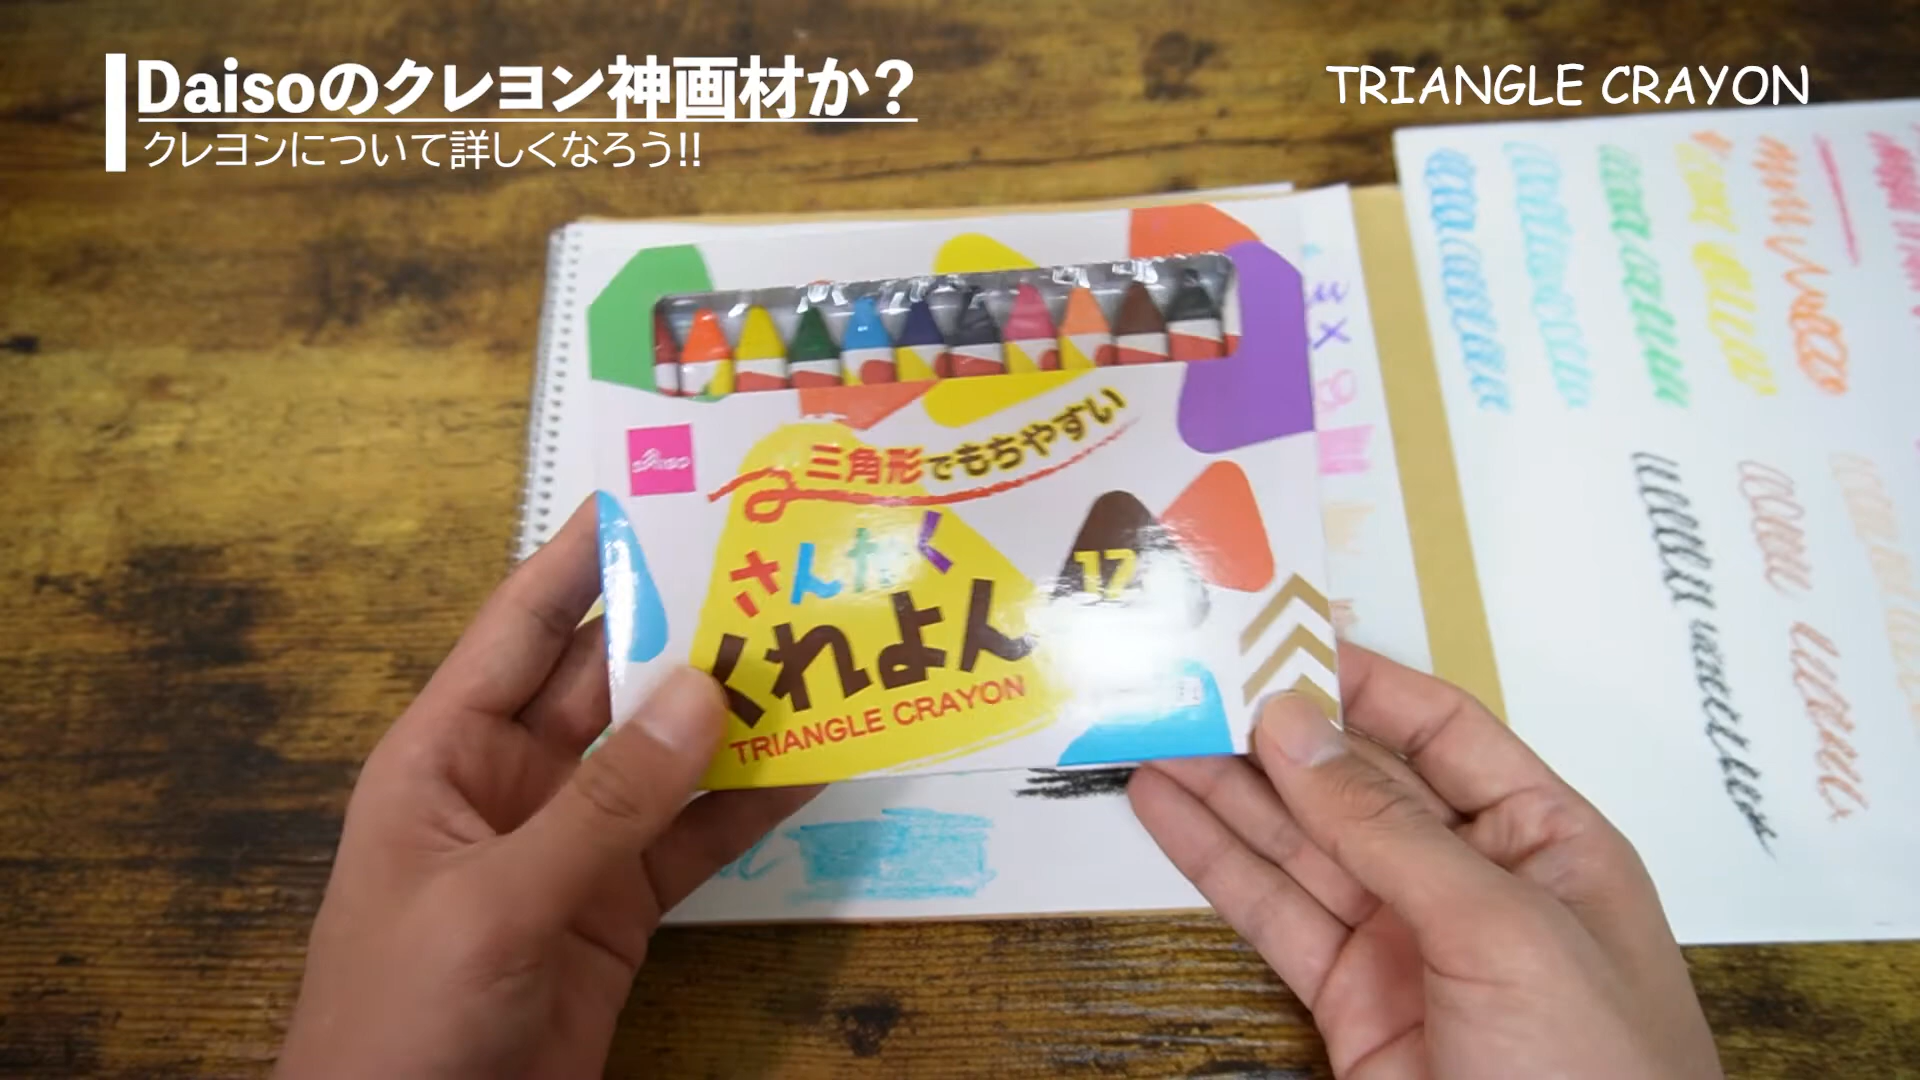 Daisoのクレヨン神画材か?
クレヨンについて詳しくなろう!!
TRIANGLE CRAYON
DAISO
三角形でもちやすい
さんかく
くれよん
12
TRIANGLE CRAYON